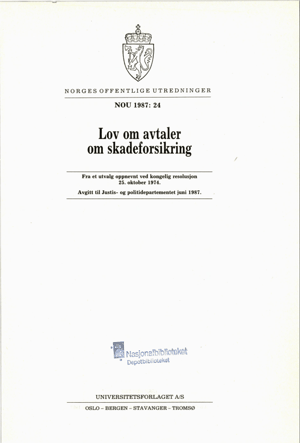 NORGES OFFENTLIGE UTREDNINGER
NOU 1987: 24
Lov om avtaler
om skadeforsikring
Fra et utvalg oppnevnt ved kongelig resolusjon
25. oktober 1974.
Avgitt til Justis- og politidepartementet juni 1987.
Nasjonalbiblioteket
Depotbiblioteket
UNIVERSITETSFORLAGET A/S
OSLO – BERGEN – STAVANGER – TROMSØ